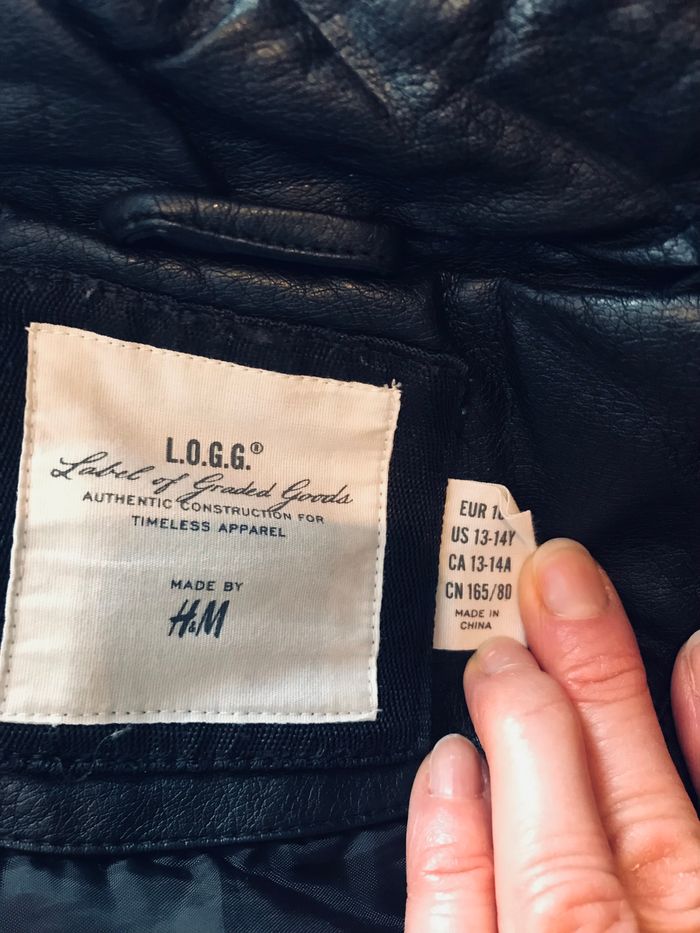 L.O.G.G.®
Label of Graded Goods
AUTHENTIC CONSTRUCTION FOR
TIMELESS APPAREL
MADE BY
H&M
EUR
US 13-14Y
CA 13-14A
CN 165/80
MADE IN
CHINA